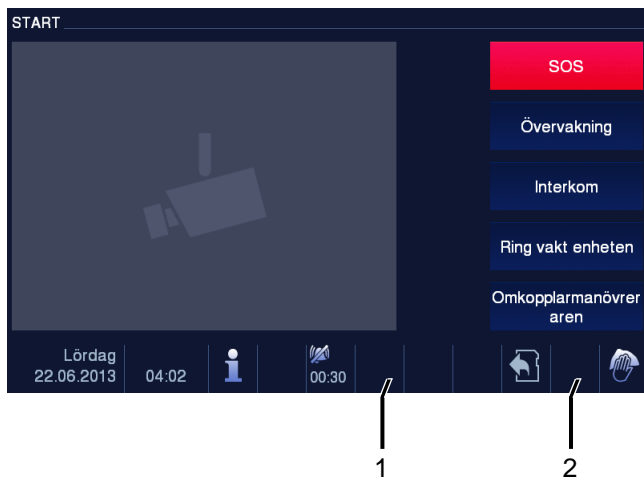 START
SOS
Övervakning
Interkom
Ring vakt enheten
Omkopplarmanövrer
aren
Lördag
22.06.2013
04:02
00:30
1
2